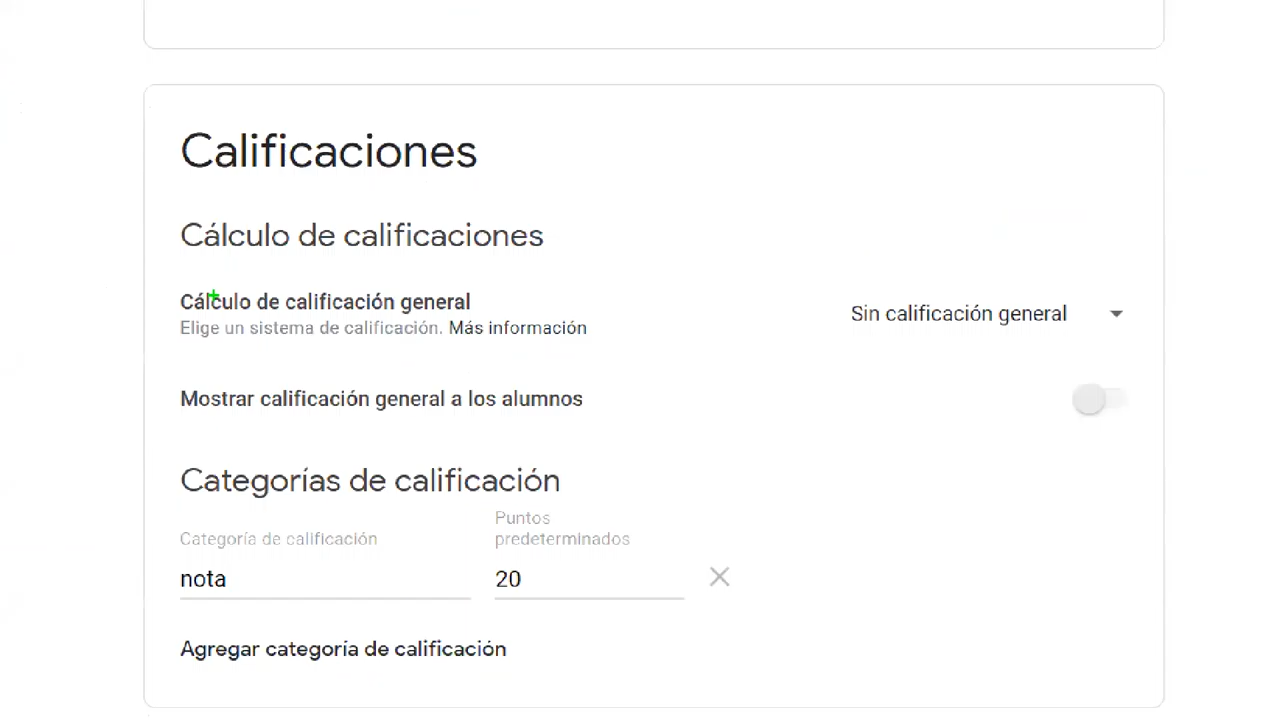 Calificaciones
Cálculo de calificaciones
Cálculo de calificación general
Elige un sistema de calificación. Más información
Sin calificación general
Mostrar calificación general a los alumnos
Categorías de calificación
Categoría de calificación
Puntos
predeterminados
nota
20
Agregar categoría de calificación